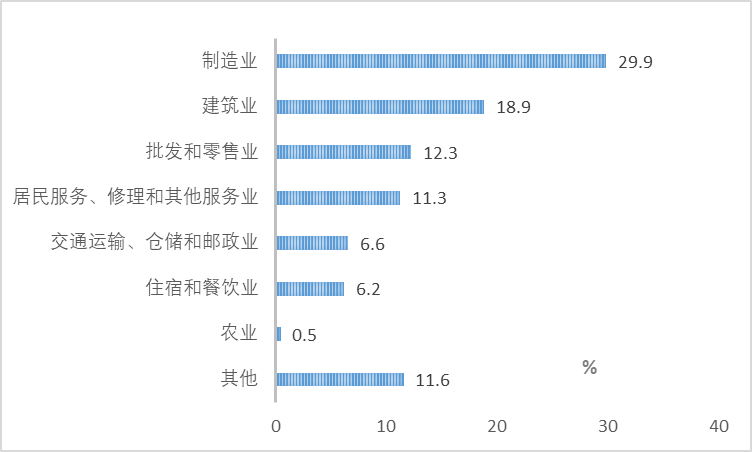 制造业 29.9
建筑业 18.9
批发和零售业 12.3
居民服务、修理和其他服务业 11.3
交通运输、仓储和邮政业 6.6
住宿和餐饮业 6.2
农业 0.5
%
其他 11.6
0 10 20 30 40